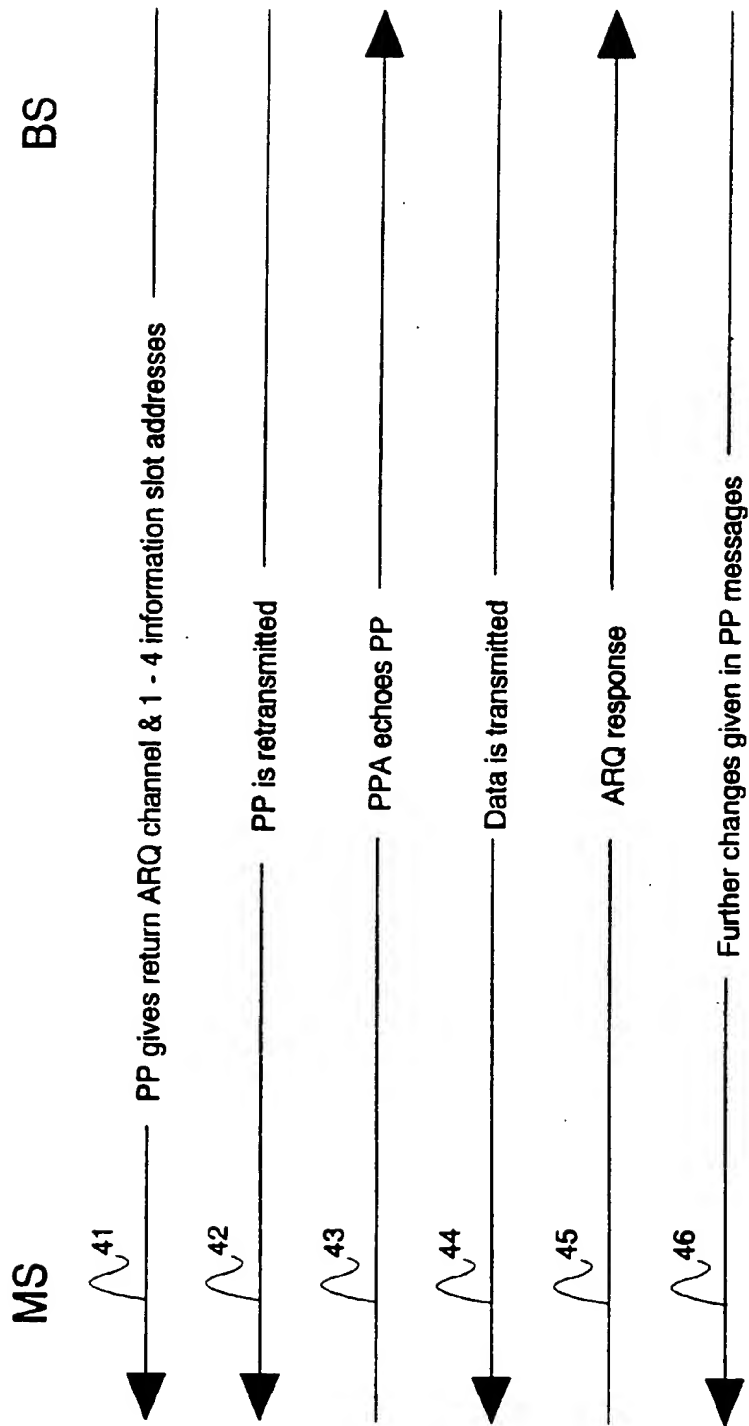 MS BS
41 PP gives return ARQ channel & 1 - 4 information slot addresses
42 PP is retransmitted
43 PPA echoes PP
44 Data is transmitted
45 ARQ response
46 Further changes given in PP messages